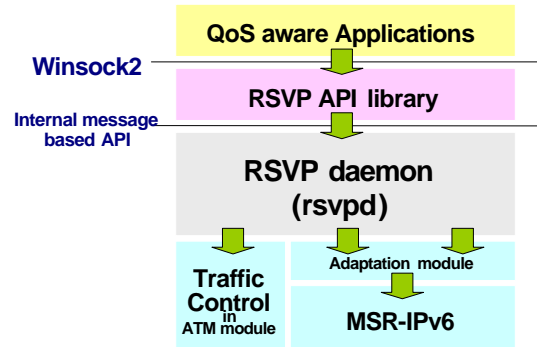 QoS aware Applications
Winsock2
RSVP API library
Internal message
based API
RSVP daemon
(rsvpd)
Traffic
Control
in
ATM module
Adaptation module
MSR-IPv6